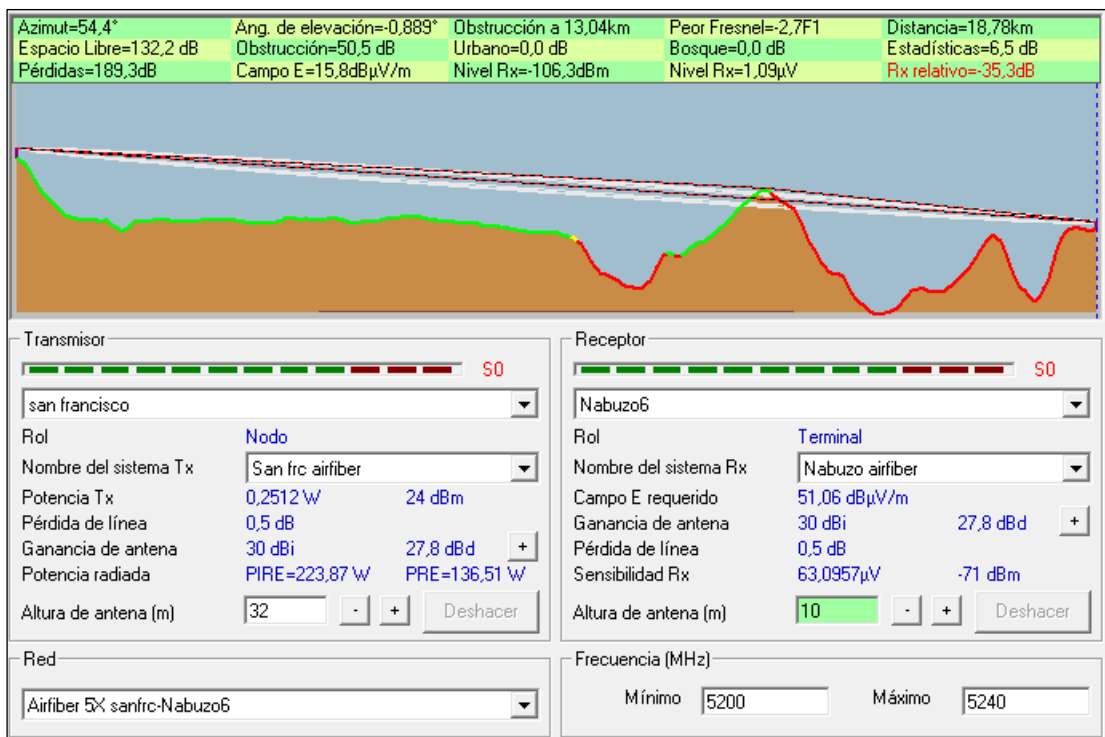 Azimut=54,4° Ang. de elevación=-0,889° Obstrucción a 13,04km Peor Fresnel=-2,7F1 Distancia=18,78km
Espacio Libre=132,2 dB Obstrucción=50,5 dB Urbano=0,0 dB Bosque=0,0 dB Estadísticas=6,5 dB
Pérdidas=189,3dB Campo E=15,8dBµV/m Nivel Rx=-106,3dBm Nivel Rx=1,09µV Rx relativo=-35,3dB
Transmisor
S0
san francisco
Rol Nodo
Nombre del sistema Tx San frc airfiber
Potencia Tx 0,2512 W 24 dBm
Pérdida de línea 0,5 dB
Ganancia de antena 30 dBi 27,8 dBd +
Potencia radiada PIRE=223,87 W PRE=136,51 W
Altura de antena (m) 32 - + Deshacer
Receptor
S0
Nabuzo6
Rol Terminal
Nombre del sistema Rx Nabuzo airfiber
Campo E requerido 51,06 dBµV/m
Ganancia de antena 30 dBi 27,8 dBd +
Pérdida de línea 0,5 dB
Sensibilidad Rx 63,0957µV -71 dBm
Altura de antena (m) 10 - + Deshacer
Red
Airfiber 5X sanfrc-Nabuzo6
Frecuencia (MHz)
Mínimo 5200 Máximo 5240